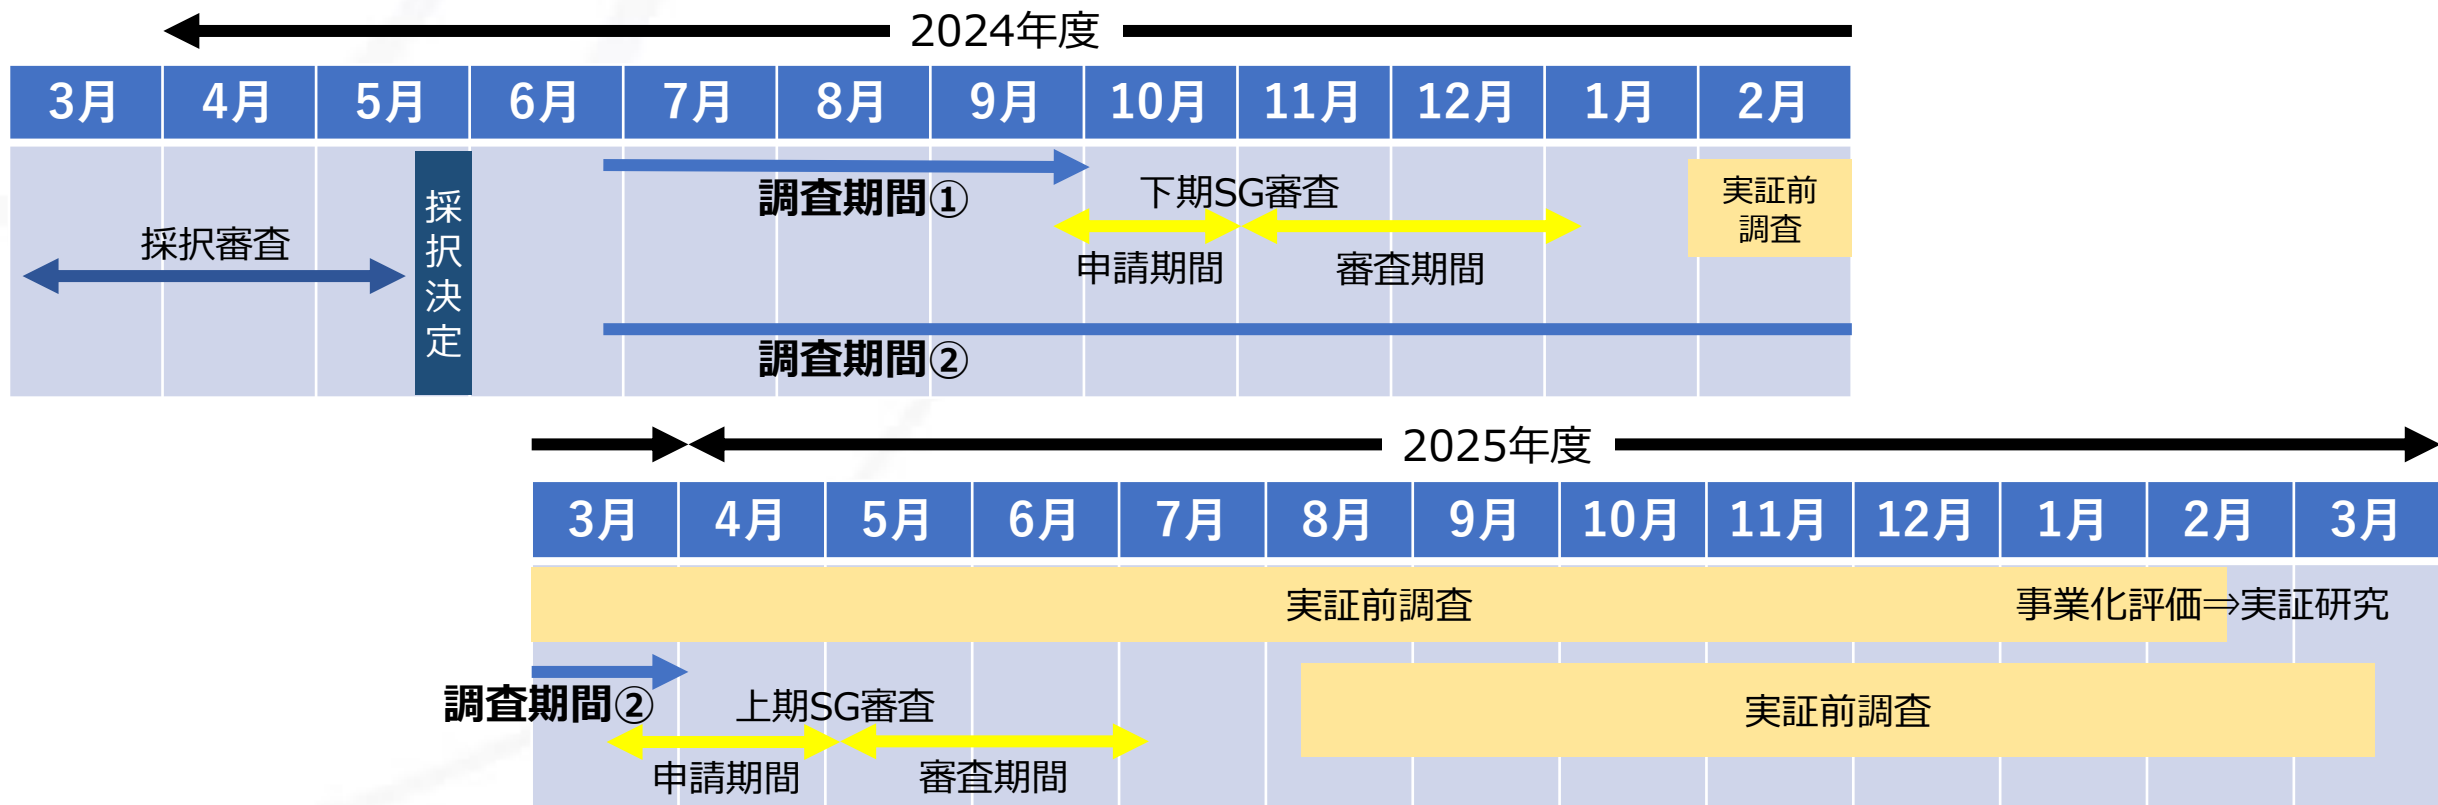 2024年度
3月 4月 5月 6月 7月 8月 9月 10月 11月 12月 1月 2月
採択審査
採択決定
調査期間①
下期SG審査
申請期間
審査期間
実証前
調査
調査期間②
2025年度
3月 4月 5月 6月 7月 8月 9月 10月 11月 12月 1月 2月 3月
実証前調査
事業化評価⇒実証研究
調査期間②
上期SG審査
申請期間
審査期間
実証前調査